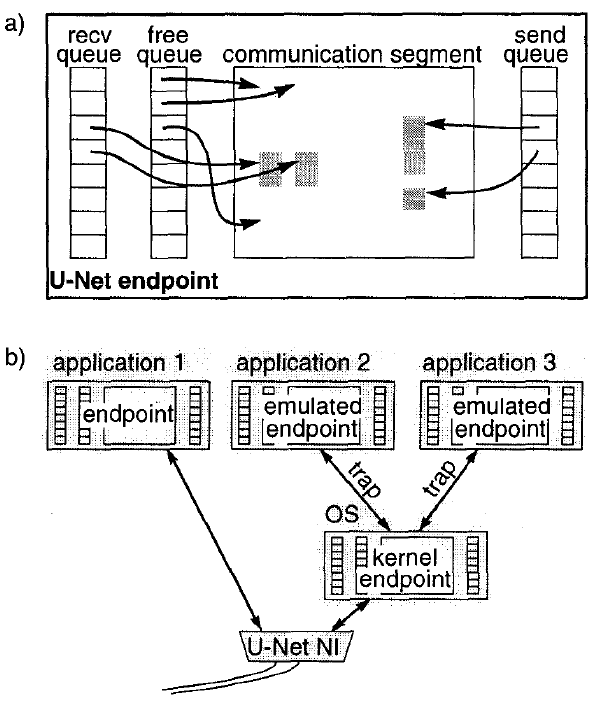 a)
recv queue
free queue
communication segment
send queue
U-Net endpoint
b)
application 1
application 2
application 3
endpoint
emulated endpoint
emulated endpoint
trap
trap
OS
kernel endpoint
U-Net NI